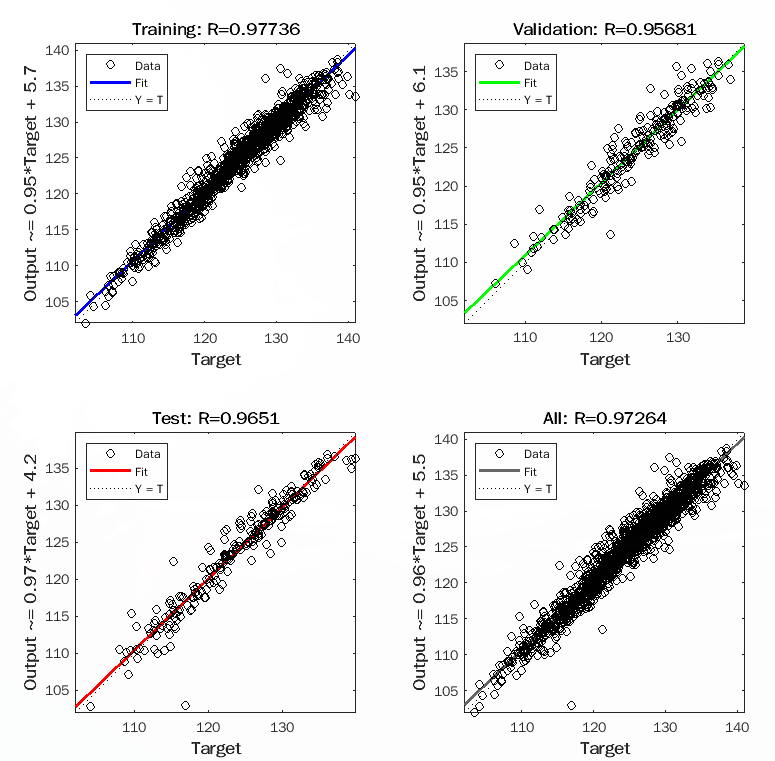 Training: R=0.97736
Output ~= 0.95*Target + 5.7
140
135
130
125
120
115
110
105
Data
Fit
Y = T
110
120
130
140
Target
Validation: R=0.95681
Output ~= 0.95*Target + 6.1
135
130
125
120
115
110
105
Data
Fit
Y = T
110
120
130
Target
Test: R=0.9651
Output ~= 0.97*Target + 4.2
135
130
125
120
115
110
105
Data
Fit
Y = T
110
120
130
Target
All: R=0.97264
Output ~= 0.96*Target + 5.5
140
135
130
125
120
115
110
105
Data
Fit
Y = T
110
120
130
140
Target